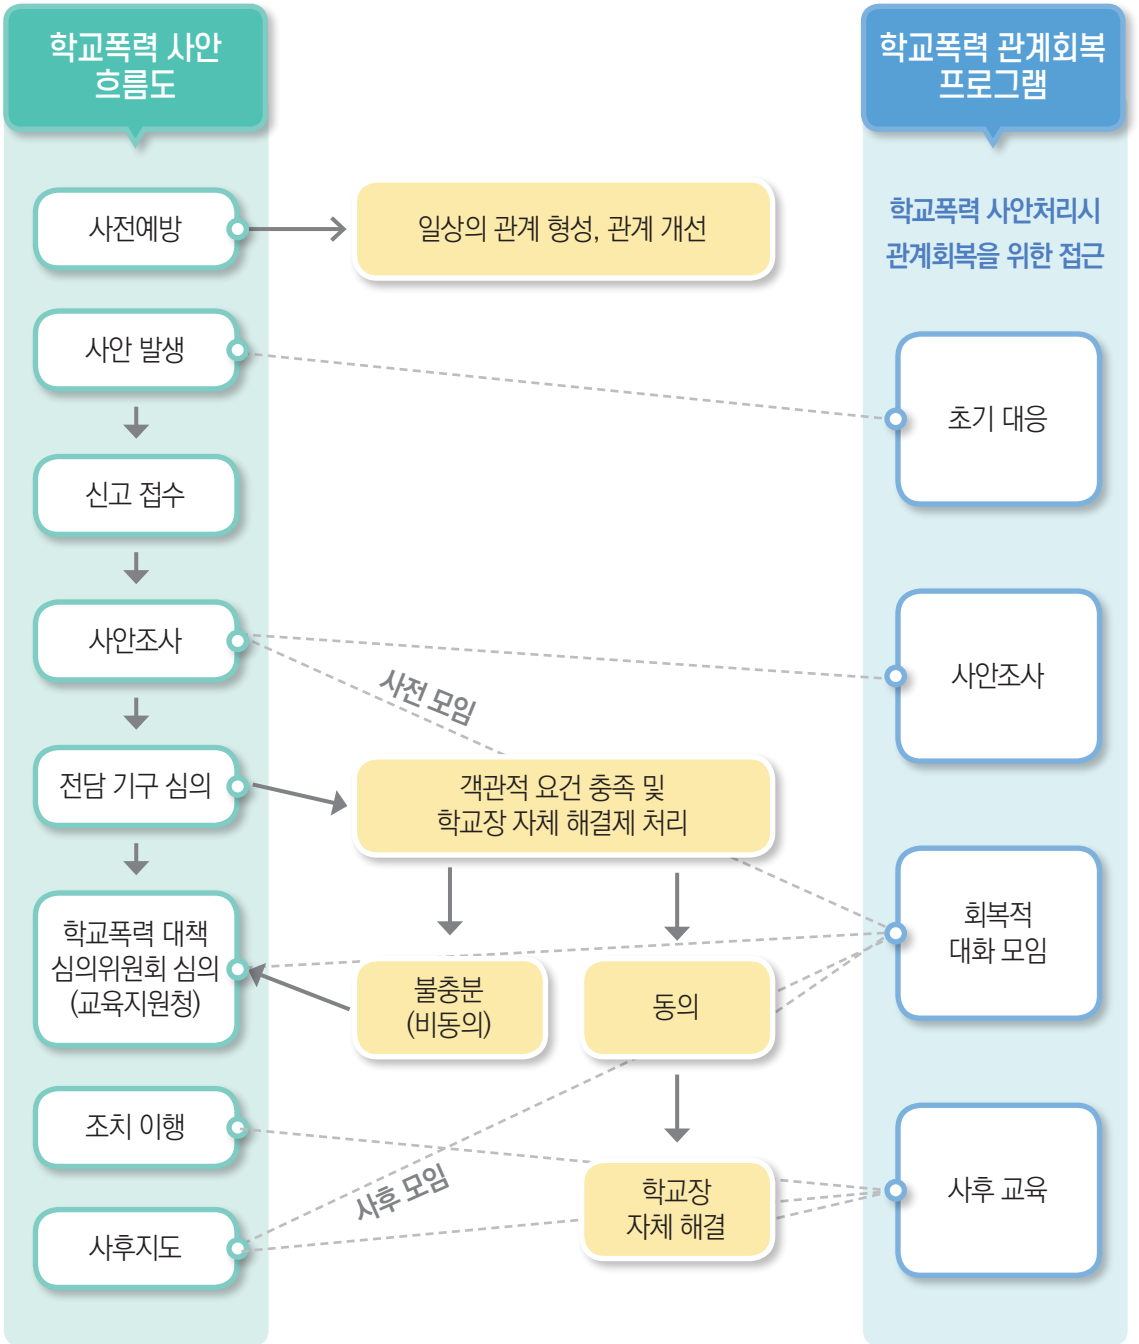 학교폭력 사안
흐름도
학교폭력 관계회복
프로그램
사전예방
일상의 관계 형성, 관계 개선
학교폭력 사안처리시
관계회복을 위한 접근
사안 발생
초기 대응
신고 접수
사안조사
사안조사
사전 모임
전담 기구 심의
객관적 요건 충족 및
학교장 자체 해결제 처리
학교폭력 대책
심의위원회 심의
(교육지원청)
회복적
대화 모임
불충분
(비동의)
동의
조치 이행
사후 모임
학교장
자체 해결
사후 교육
사후지도